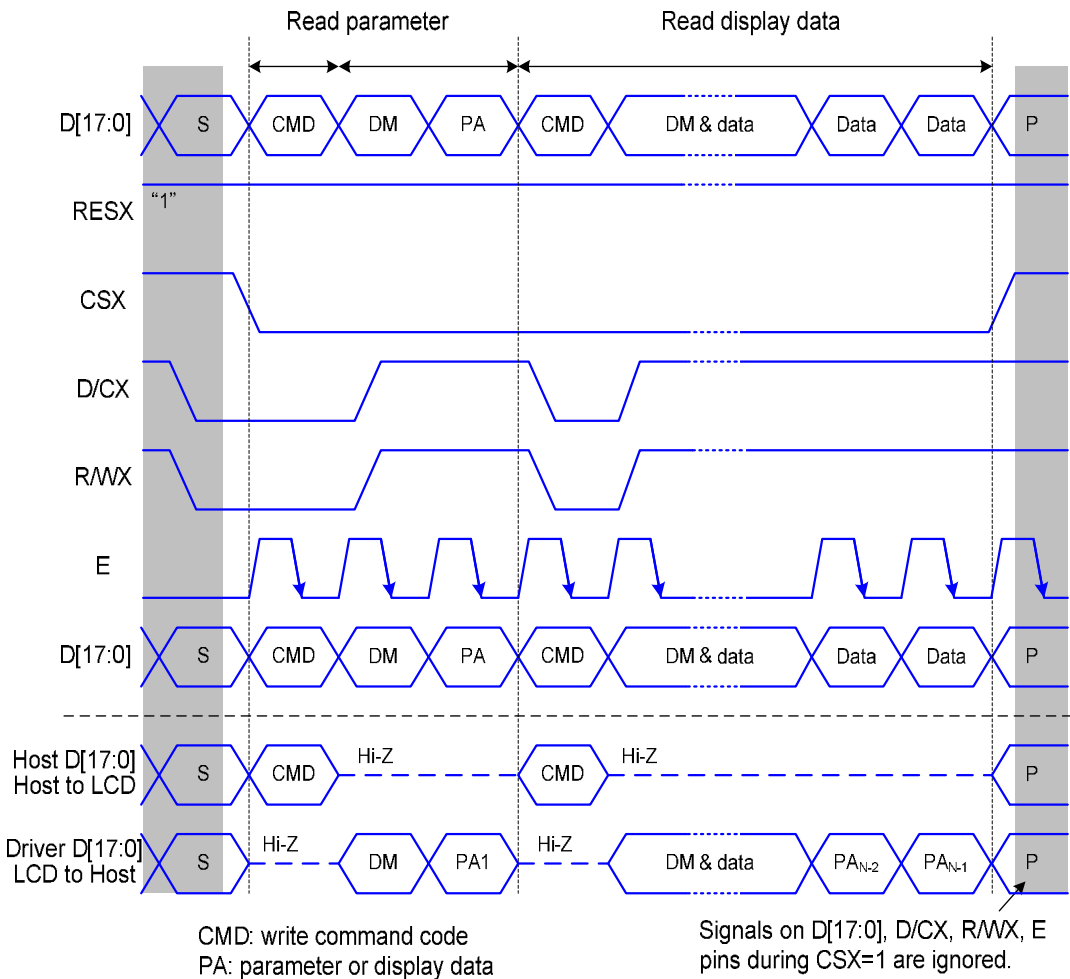 Read parameter
Read display data
D[17:0]
S
CMD
DM
PA
CMD
DM & data
Data
Data
P
RESX
“1”
CSX
D/CX
R/WX
E
D[17:0]
S
CMD
DM
PA
CMD
DM & data
Data
Data
P
Host D[17:0]
Host to LCD
S
CMD
Hi-Z
CMD
Hi-Z
P
Driver D[17:0]
LCD to Host
S
Hi-Z
DM
PA1
Hi-Z
DM & data
PAN-2
PAN-1
P
CMD: write command code
PA: parameter or display data
Signals on D[17:0], D/CX, R/WX, E
pins during CSX=1 are ignored.